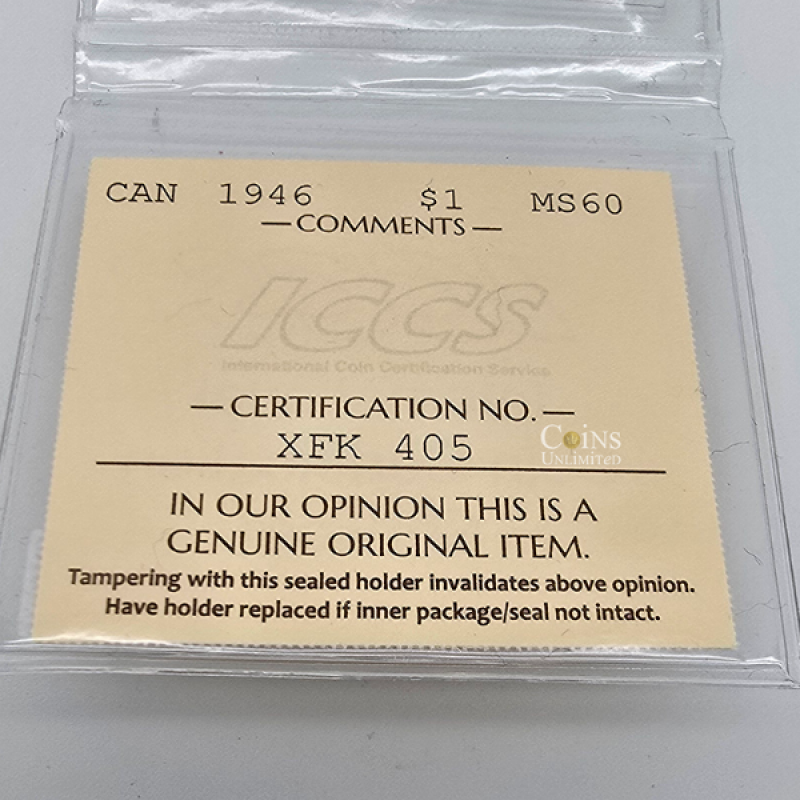 CAN 1946 $1 MS60
—COMMENTS—
ICCS
International Coin Certification Service
— CERTIFICATION NO. —
XFK 405
COiNS
UNLiMiTeD
IN OUR OPINION THIS IS A
GENUINE ORIGINAL ITEM.
Tampering with this sealed holder invalidates above opinion.
Have holder replaced if inner package/seal not intact.